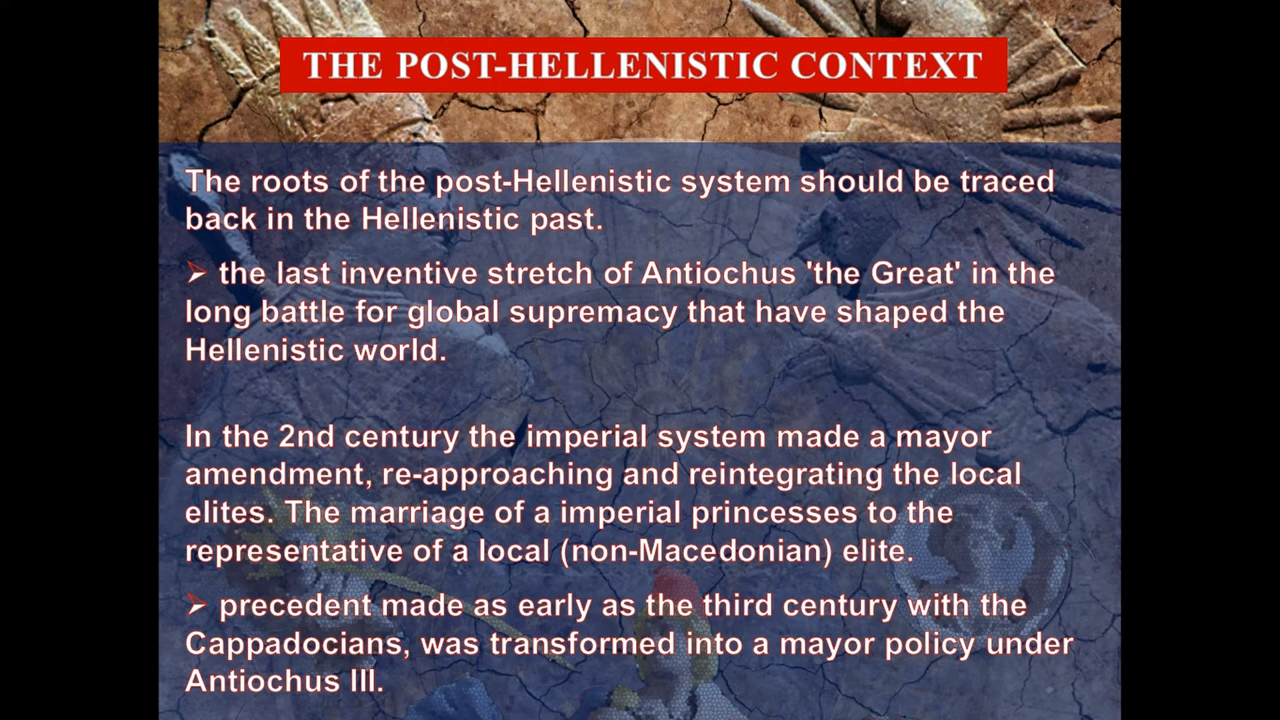 THE POST-HELLENISTIC CONTEXT
The roots of the post-Hellenistic system should be traced
back in the Hellenistic past.
➢ the last inventive stretch of Antiochus 'the Great' in the
long battle for global supremacy that have shaped the
Hellenistic world.
In the 2nd century the imperial system made a mayor
amendment, re-approaching and reintegrating the local
elites. The marriage of a imperial princesses to the
representative of a local (non-Macedonian) elite.
➢ precedent made as early as the third century with the
Cappadocians, was transformed into a mayor policy under
Antiochus III.